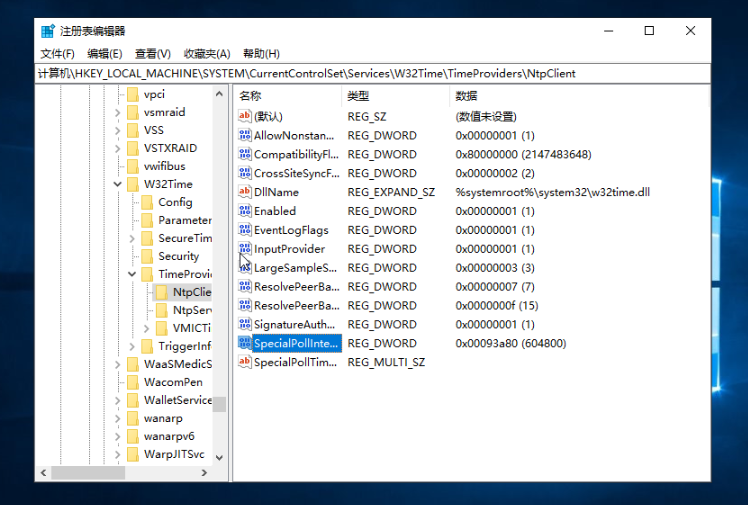 注册表编辑器
文件(F) 编辑(E) 查看(V) 收藏夹(A) 帮助(H)
计算机\HKEY_LOCAL_MACHINE\SYSTEM\CurrentControlSet\Services\W32Time\TimeProviders\NtpClient
vpci
vsmraid
VSS
VSTXRAID
vwifibus
W32Time
Config
Parameter
SecureTim
Security
TimeProvi
NtpClie
NtpServ
VMICTi
TriggerInf
WaaSMedicS
WacomPen
WalletService
wanarp
wanarpv6
WarpJITSvc
名称 类型 数据
(默认) REG_SZ (数值未设置)
AllowNonstan... REG_DWORD 0x00000001 (1)
CompatibilityFl... REG_DWORD 0x80000000 (2147483648)
CrossSiteSyncF... REG_DWORD 0x00000002 (2)
DllName REG_EXPAND_SZ %systemroot%\system32\w32time.dll
Enabled REG_DWORD 0x00000001 (1)
EventLogFlags REG_DWORD 0x00000001 (1)
InputProvider REG_DWORD 0x00000001 (1)
LargeSampleS... REG_DWORD 0x00000003 (3)
ResolvePeerBa... REG_DWORD 0x00000007 (7)
ResolvePeerBa... REG_DWORD 0x0000000f (15)
SignatureAuth... REG_DWORD 0x00000001 (1)
SpecialPollInte... REG_DWORD 0x00093a80 (604800)
SpecialPollTim... REG_MULTI_SZ